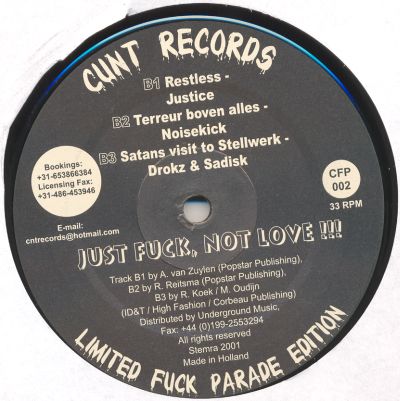 CUNT RECORDS
B1 Restless -
Justice
B2 Terreur boven alles -
Noisekick
B3 Satans visit to Stellwerk -
Drokz & Sadisk
Bookings:
+31-653866384
Licensing Fax:
+31-486-453946
E-mail:
cntrecords@hotmail.com
CFP
002
33 RPM
JUST FUCK, NOT LOVE !!!
Track B1 by A. van Zuylen (Popstar Publishing),
B2 by R. Reitsma (Popstar Publishing),
B3 by R. Koek / M. Oudijn
(ID&T / High Fashion / Corbeau Publishing)
Distributed by Underground Music,
Fax: +44 (0)199-2553294
All rights reserved
Stemra 2001
Made in Holland
LIMITED FUCK PARADE EDITION